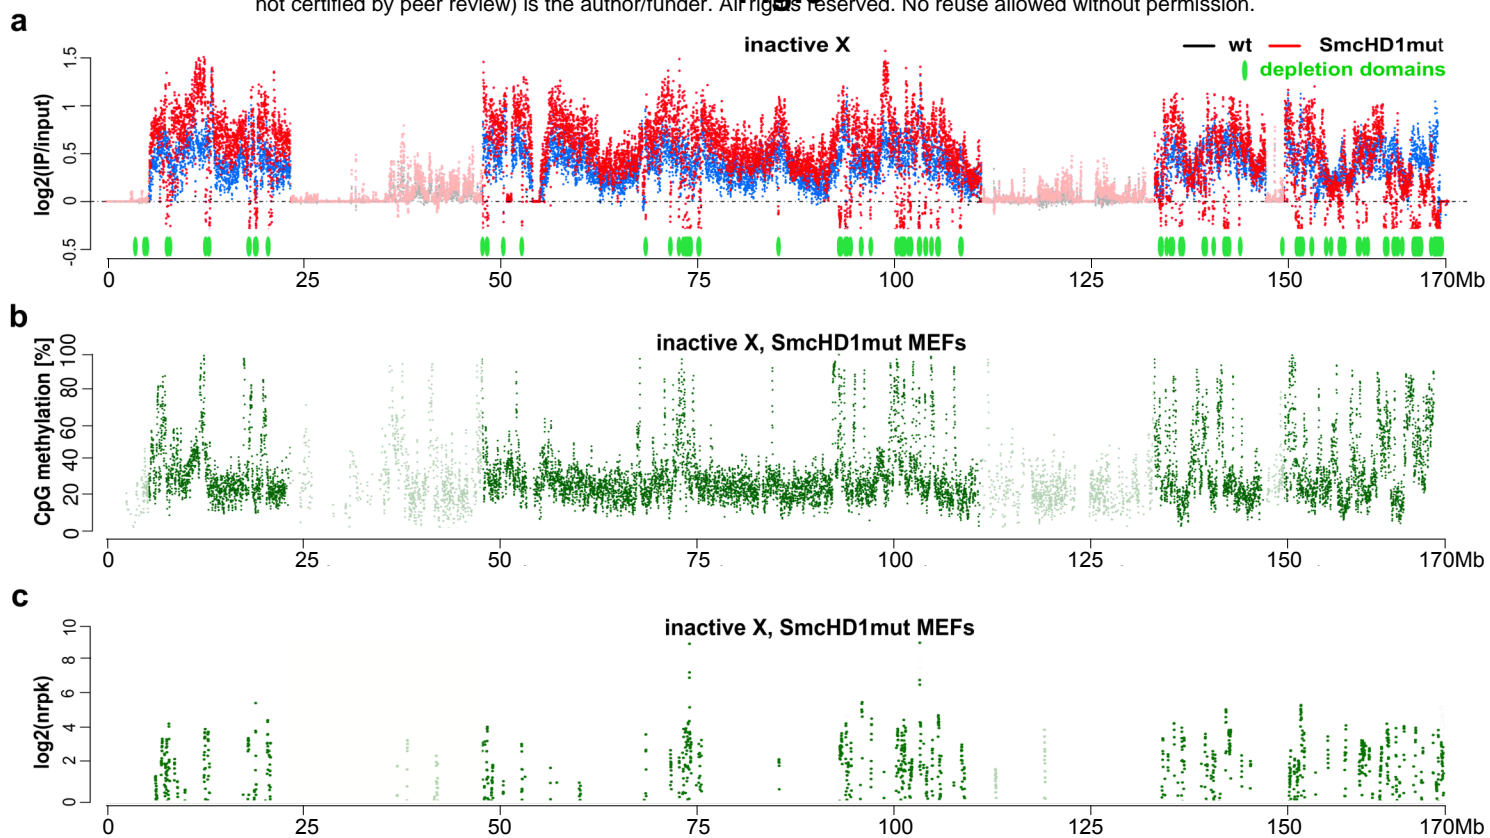 not certified by peer review) is the author/funder. All rights reserved. No reuse allowed without permission.
a
inactive X
wt SmcHD1mut
depletion domains
log2(IP/input)
1.5
1
0.5
0
-0.5
0 25 50 75 100 125 150 170Mb
b
inactive X, SmcHD1mut MEFs
CpG methylation [%]
100
80
60
40
20
0
0 25 50 75 100 125 150 170Mb
c
inactive X, SmcHD1mut MEFs
log2(nrpk)
10
8
6
4
2
0
0 25 50 75 100 125 150 170Mb